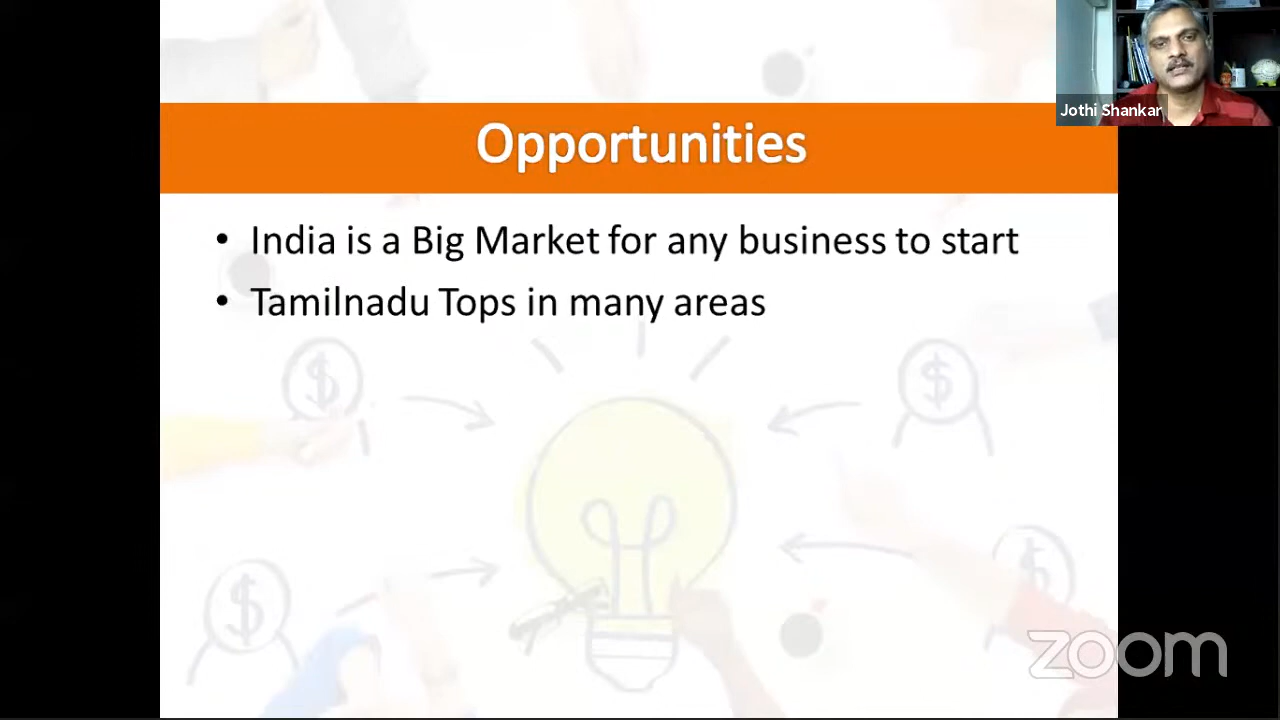 Jothi Shankar
Opportunities
• India is a Big Market for any business to start
• Tamilnadu Tops in many areas
$ $
$ $
zoom